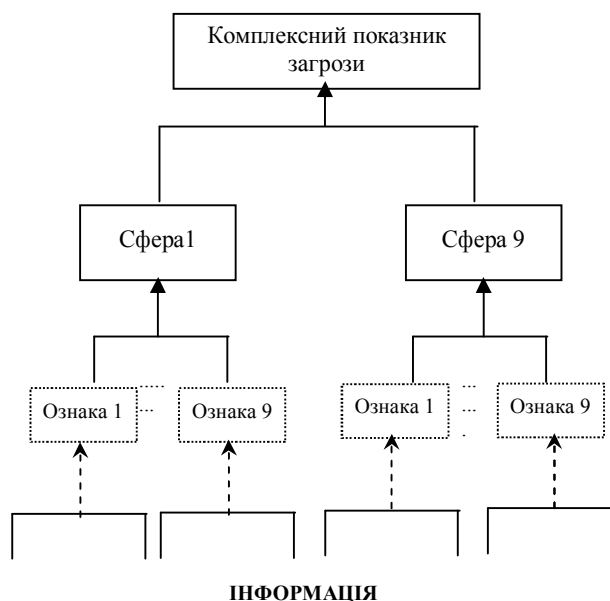 Комплексний показник
загрози
Сфера1
Сфера 9
Ознака 1
Ознака 9
Ознака 1
Ознака 9
ІНФОРМАЦІЯ